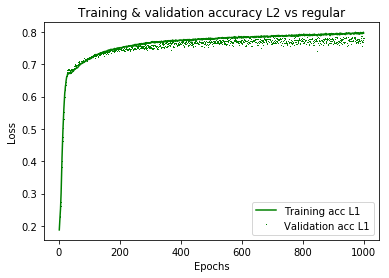 Training & validation accuracy L2 vs regular
0.8
0.7
0.6
0.5
0.4
0.3
0.2
Loss
0
200
400
600
800
1000
Epochs
Training acc L1
Validation acc L1